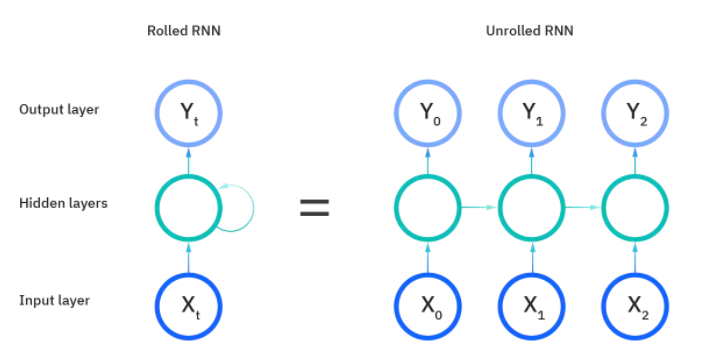 Rolled RNN
Unrolled RNN
Output layer
Yt
Y0
Y1
Y2
Hidden layers
=
Input layer
Xt
X0
X1
X2